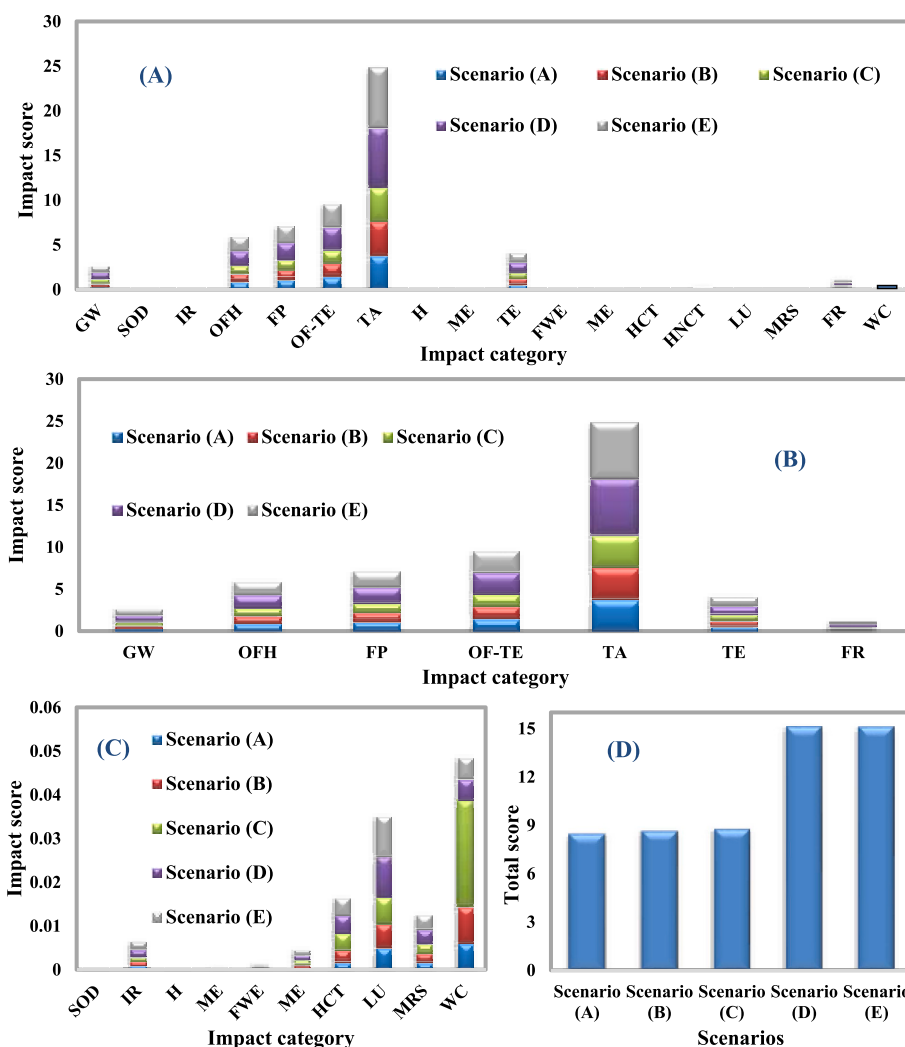 30
25
20
15
10
5
0
Impact score
(A)
Scenario (A) Scenario (B) Scenario (C)
Scenario (D) Scenario (E)
GW SOD IR OFH FP OF-TE TA H ME TE FWE ME HCT HNCT LU MRS FR WC
Impact category
30
25
20
15
10
5
0
Impact score
Scenario (A) Scenario (B) Scenario (C)
(B)
Scenario (D) Scenario (E)
GW OFH FP OF-TE TA TE FR
Impact category
0.06
0.05
0.04
0.03
0.02
0.01
0
Impact score
(C)
Scenario (A)
Scenario (B)
Scenario (C)
Scenario (D)
Scenario (E)
SOD IR H ME FWE ME HCT LU MRS WC
Impact category
15
12
9
6
3
0
Total score
(D)
Scenario Scenario Scenario Scenario Scenario
(A) (B) (C) (D) (E)
Scenarios